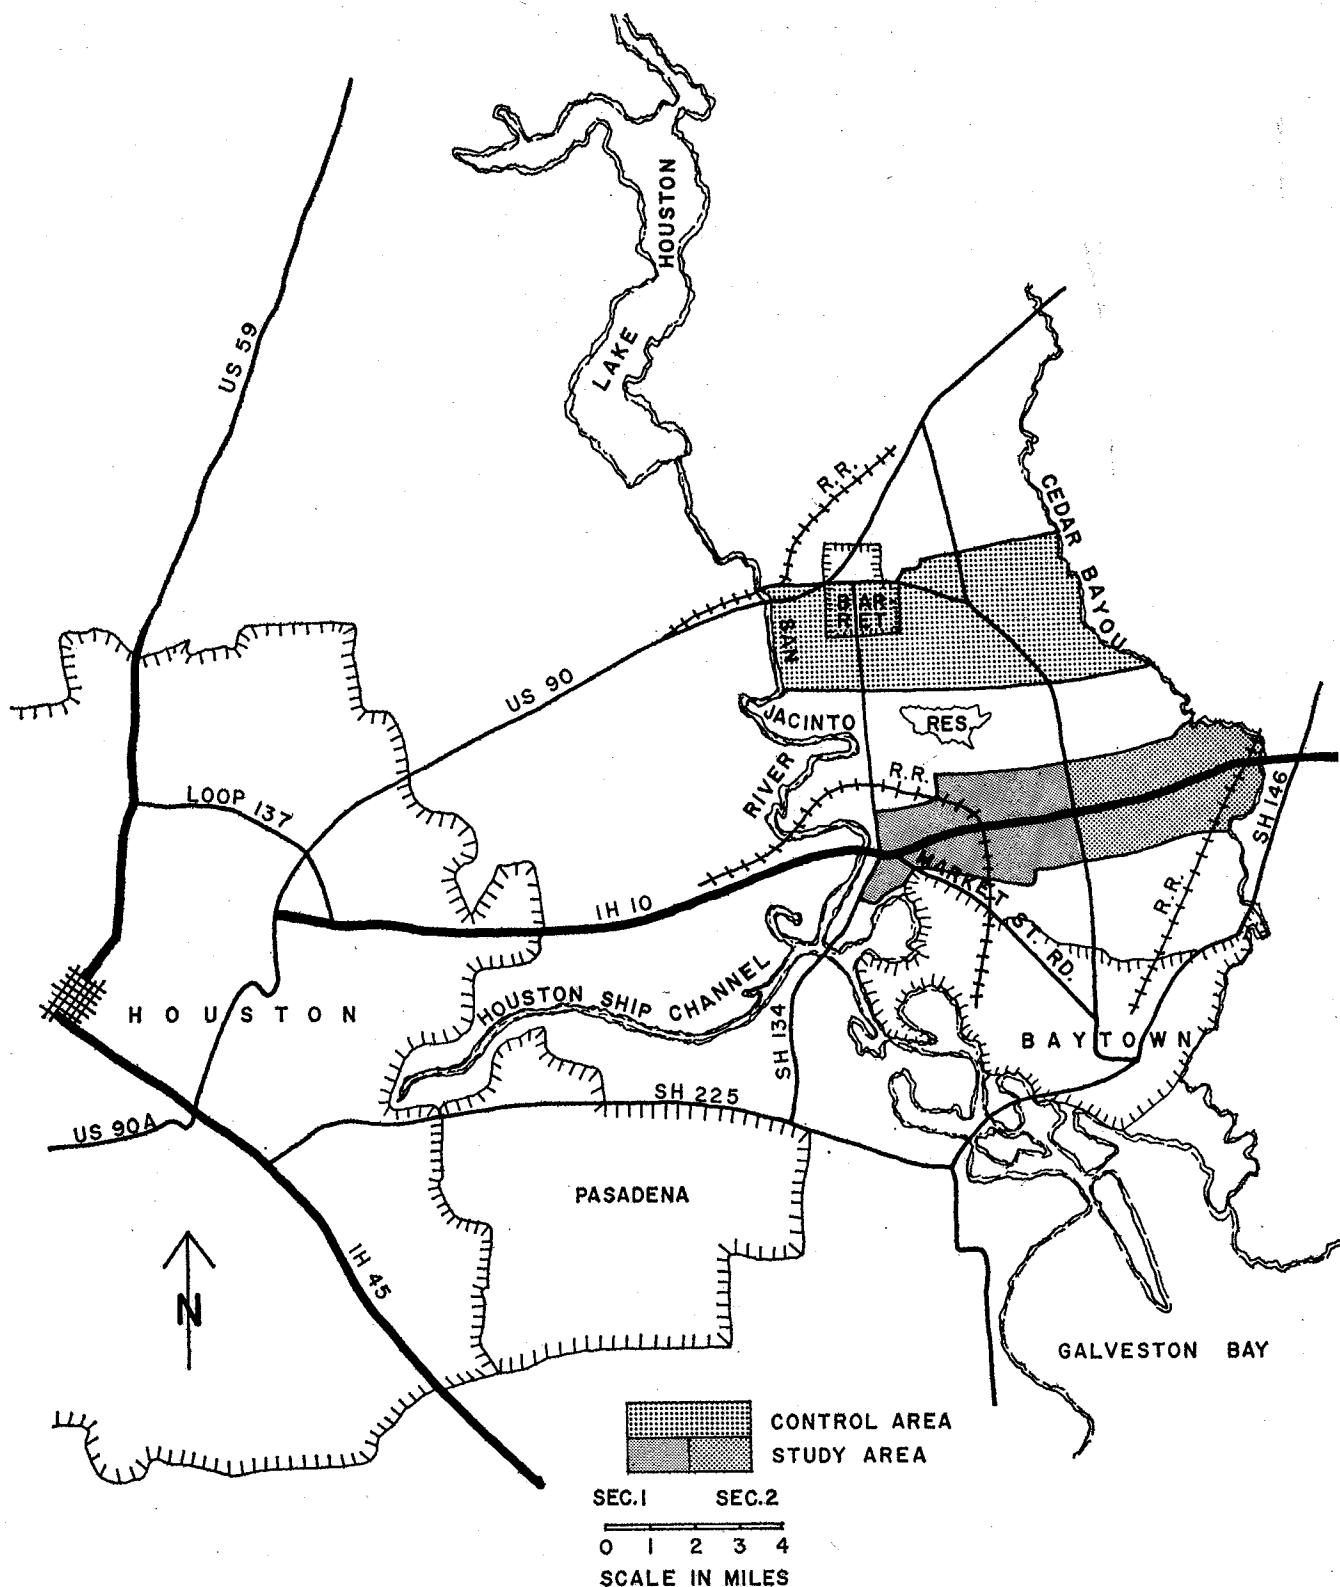 LAKE HOUSTON
US 59
R.R.
CEDAR BAYOU
BAR
RET
SAN JACINTO RIVER
US 90
RES.
R.R.
LOOP 137
SH 146
MARKET ST. RD.
R.R.
IH 10
HOUSTON
HOUSTON SHIP CHANNEL
SH 134
BAYTOWN
SH 225
US 90A
PASADENA
IH 45
N
GALVESTON BAY
CONTROL AREA
STUDY AREA
SEC.1 SEC.2
0 1 2 3 4
SCALE IN MILES